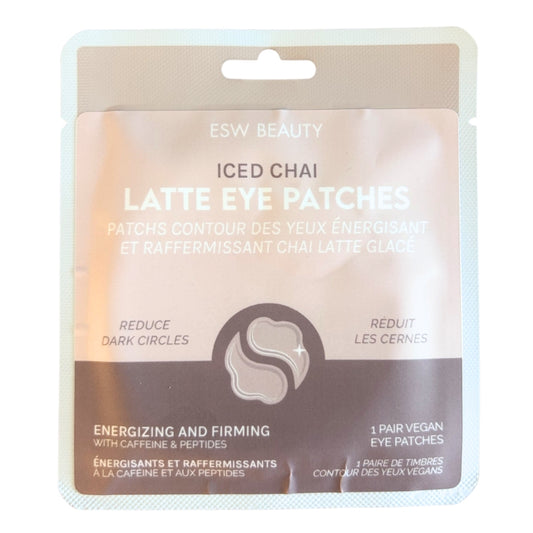 ESW BEAUTY
ICED CHAI
LATTE EYE PATCHES
PATCHS CONTOUR DES YEUX ÉNERGISANT
ET RAFFERMISSANT CHAI LATTE GLACÉ
REDUCE
DARK CIRCLES
RÉDUIT
LES CERNES
ENERGIZING AND FIRMING
WITH CAFFEINE & PEPTIDES
ÉNERGISANTS ET RAFFERMISSANTS
À LA CAFÉINE ET AUX PEPTIDES
1 PAIR VEGAN
EYE PATCHES
1 PAIRE DE TIMBRES
CONTOUR DES YEUX VEGANS